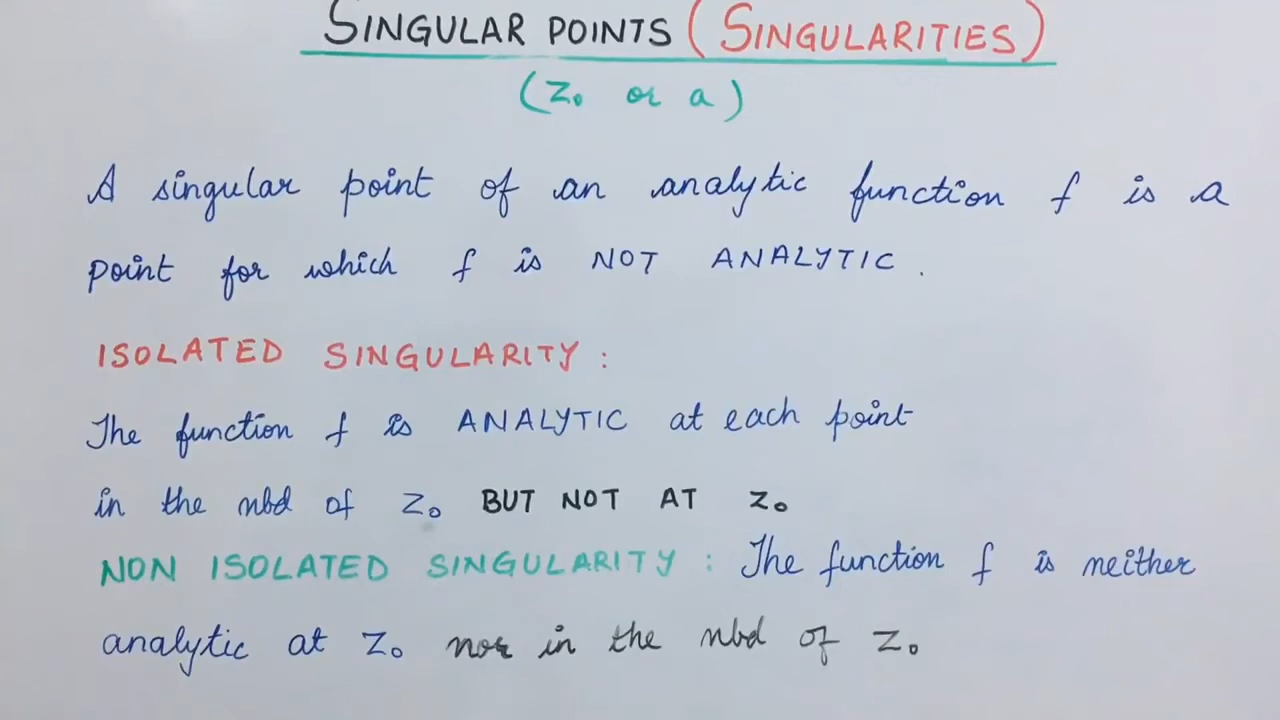 SINGULAR POINTS (SINGULARITIES)
(z₀ or a)
A singular point of an analytic function f is a
point for which f is NOT ANALYTIC.
ISOLATED SINGULARITY:
The function f is ANALYTIC at each point
in the nbd of z₀ BUT NOT AT z₀
NON ISOLATED SINGULARITY: The function f is neither
analytic at z₀ nor in the nbd of z₀